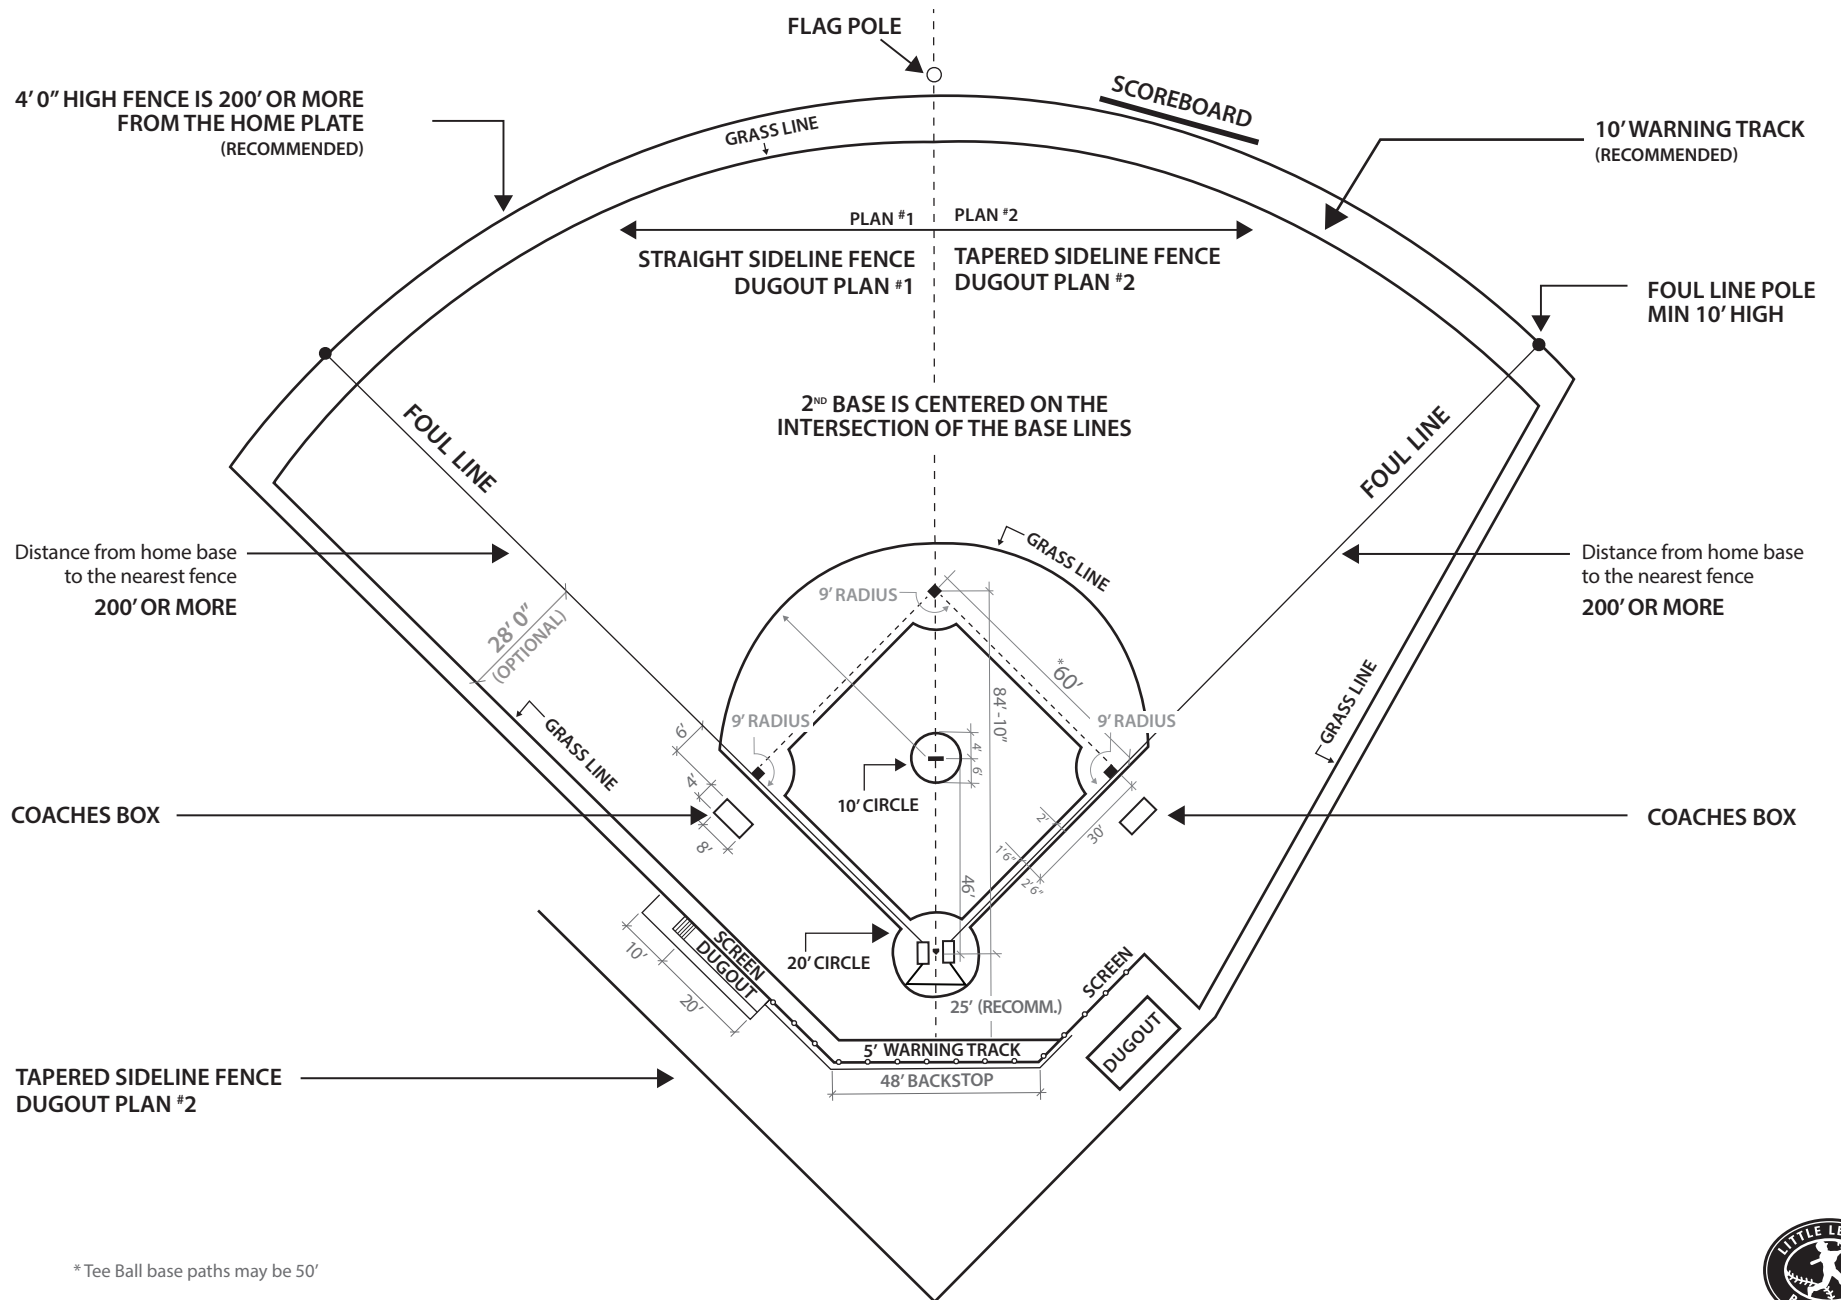 FLAG POLE
4’ 0” HIGH FENCE IS 200’ OR MORE
FROM THE HOME PLATE
(RECOMMENDED)
SCOREBOARD
GRASS LINE
10’ WARNING TRACK
(RECOMMENDED)
PLAN #1
PLAN #2
STRAIGHT SIDELINE FENCE
DUGOUT PLAN #1
TAPERED SIDELINE FENCE
DUGOUT PLAN #2
FOUL LINE POLE
MIN 10’ HIGH
2ND BASE IS CENTERED ON THE
INTERSECTION OF THE BASE LINES
FOUL LINE
FOUL LINE
Distance from home base
to the nearest fence
200’ OR MORE
GRASS LINE
Distance from home base
to the nearest fence
200’ OR MORE
28’ 0”
(OPTIONAL)
9’ RADIUS
*60’
84’ -10”
9’ RADIUS
9’ RADIUS
6’
4’
8’
GRASS LINE
GRASS LINE
4’
6’
10’ CIRCLE
COACHES BOX
COACHES BOX
2’
30’
1’ 6”
2’ 6”
46’
20’ CIRCLE
SCREEN
DUGOUT
10’
20’
SCREEN
DUGOUT
25’ (RECOMM.)
5’ WARNING TRACK
48’ BACKSTOP
TAPERED SIDELINE FENCE
DUGOUT PLAN #2
* Tee Ball base paths may be 50’
LITTLE